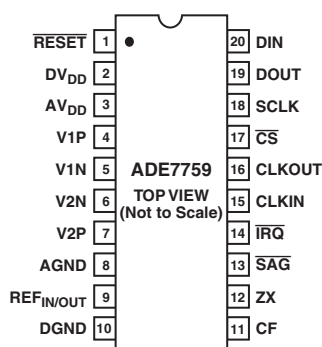 RESET 1
DVDD 2
AVDD 3
V1P 4
V1N 5
V2N 6
V2P 7
AGND 8
REFIN/OUT 9
DGND 10
ADE7759
TOP VIEW
(Not to Scale)
20 DIN
19 DOUT
18 SCLK
17 CS
16 CLKOUT
15 CLKIN
14 IRQ
13 SAG
12 ZX
11 CF